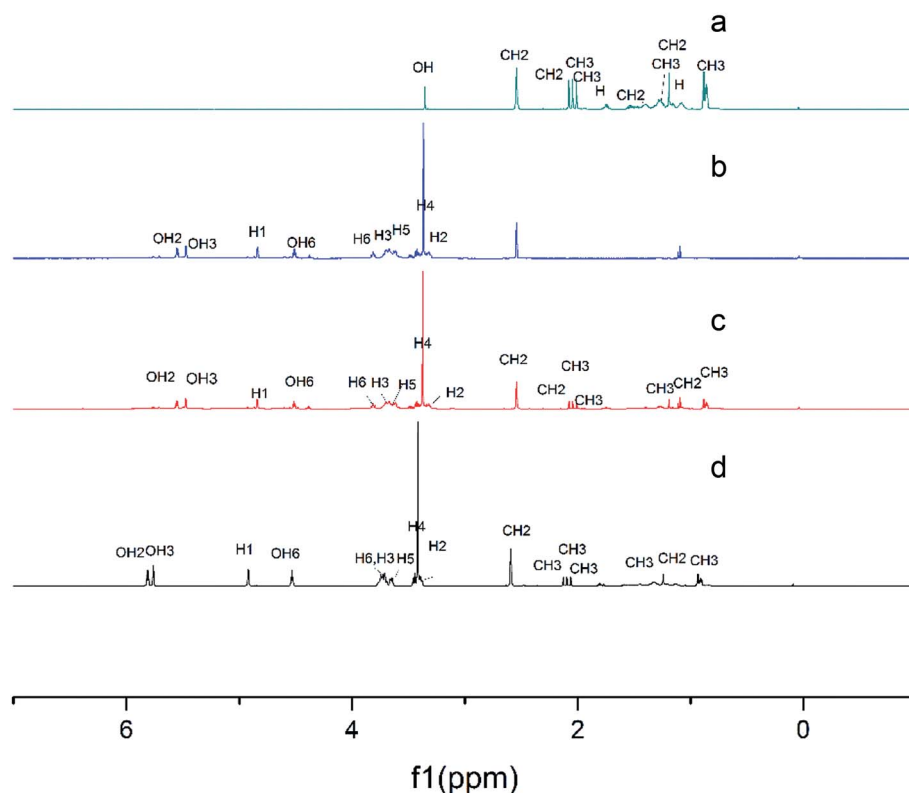 a
OH
CH2
CH2
CH3
CH3
H
CH2
CH2
CH3
H
CH3
b
OH2
OH3
H1
OH6
H6
H3
H5
H4
H2
c
OH2
OH3
H1
OH6
H6
H3
H5
H4
H2
CH2
CH2
CH3
CH3
CH3
CH2
CH3
d
OH2
OH3
H1
OH6
H6,H3
H5
H4
H2
CH2
CH3
CH3
CH3
CH3
CH2
CH3
6
4
2
0
f1(ppm)